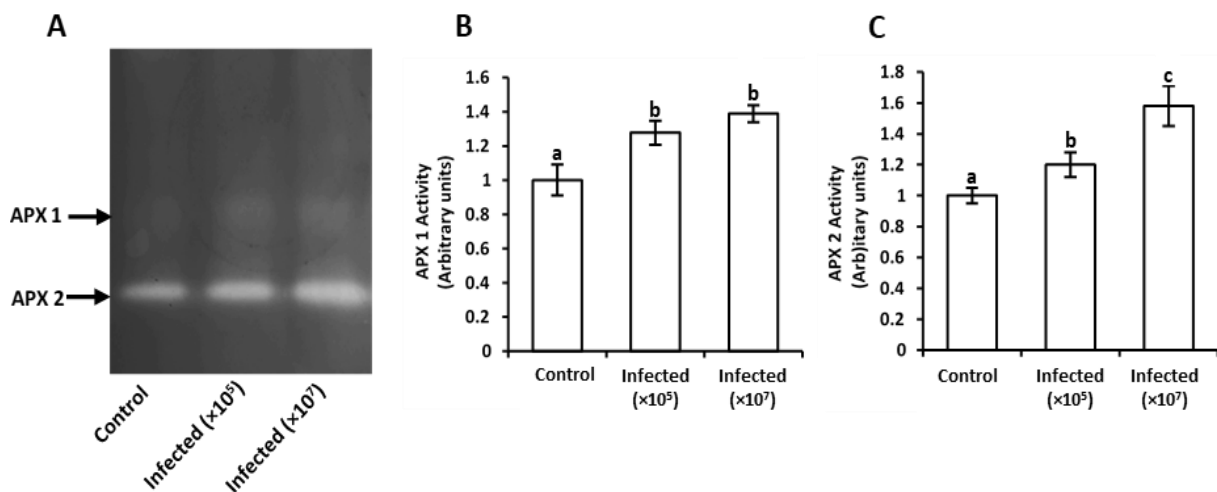 A
APX 1
APX 2
Control
Infected (×10⁵)
Infected (×10⁷)
B
APX 1 Activity
(Arbitrary units)
1.6
1.4
1.2
1
0.8
0.6
0.4
0.2
0
a
b
b
Control
Infected
(×10⁵)
Infected
(×10⁷)
C
APX 2 Activity
(Arb)itary units)
1.8
1.6
1.4
1.2
1
0.8
0.6
0.4
0.2
0
a
b
c
Control
Infected
(×10⁵)
Infected
(×10⁷)